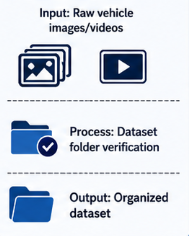 Input: Raw vehicle
images/videos
Process: Dataset
folder verification
Output: Organized
dataset